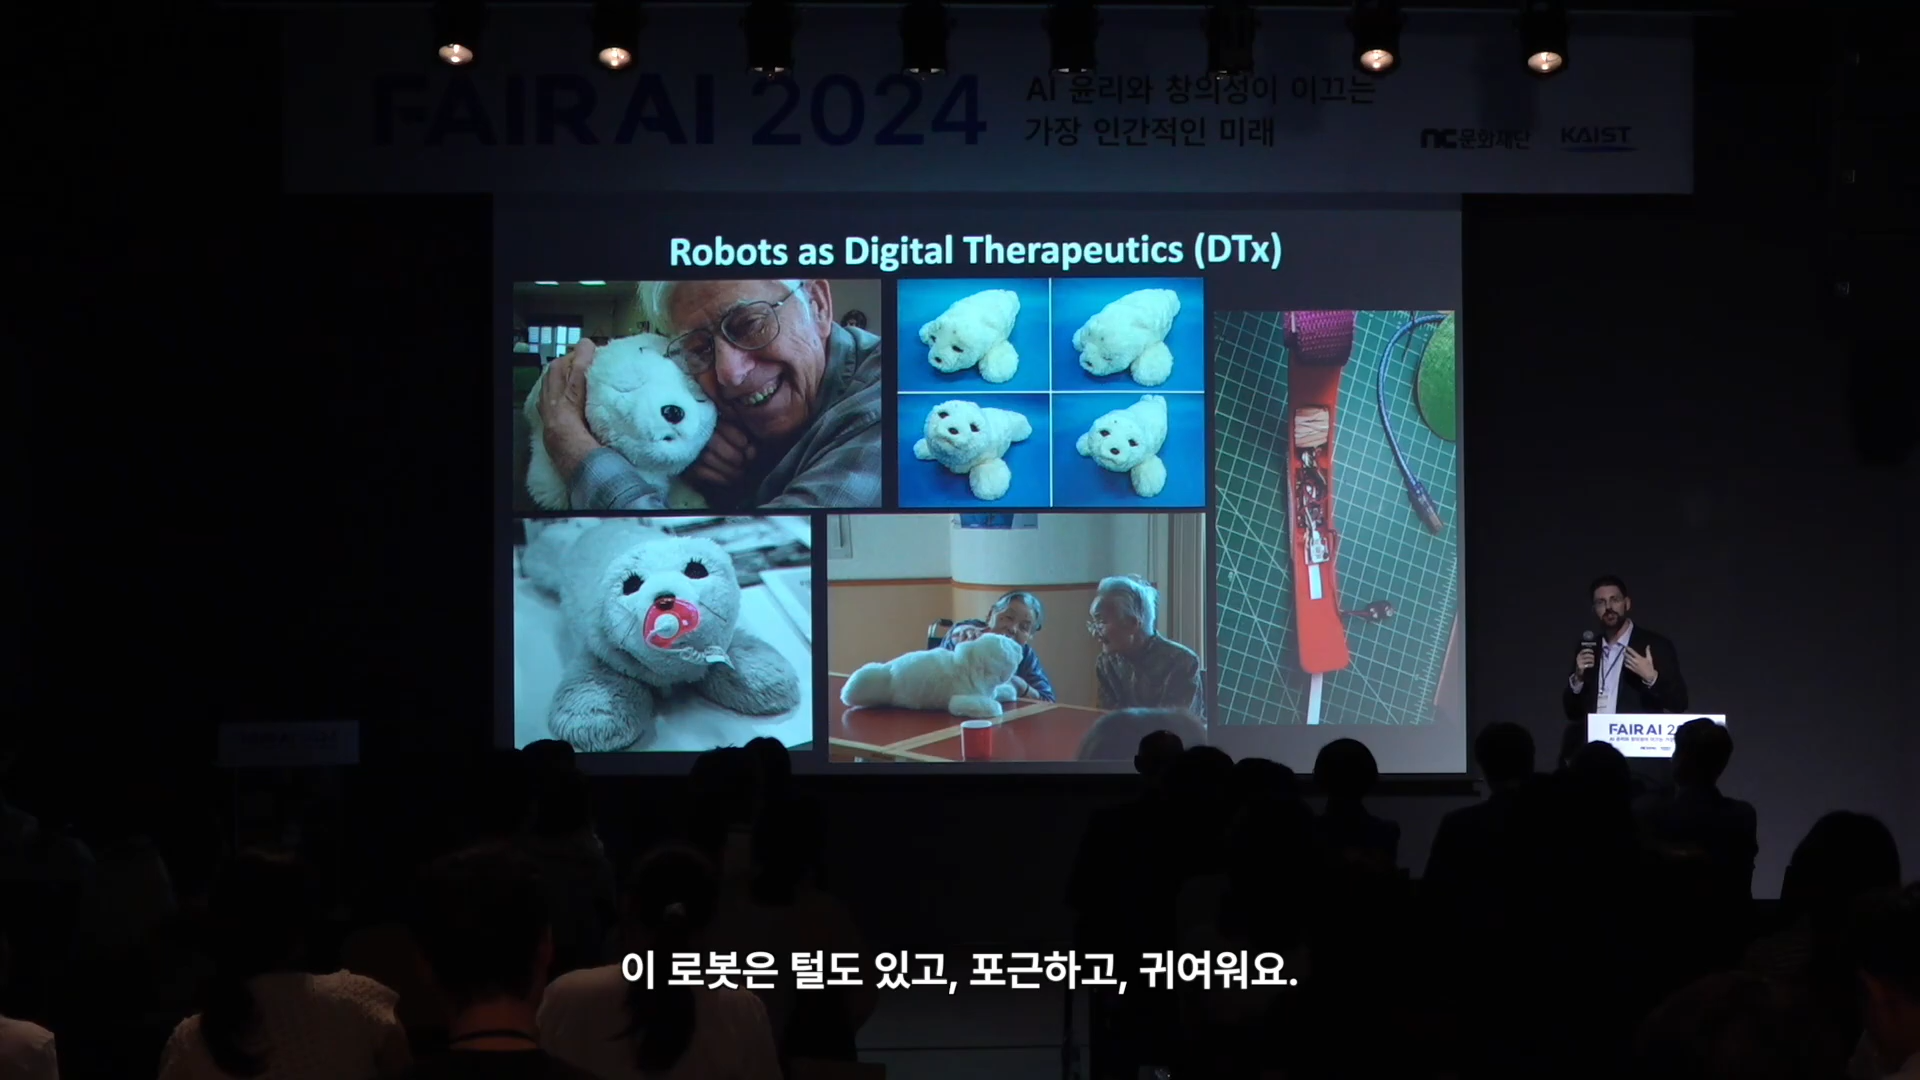 FAIR AI 2024
AI 윤리와 창의성이 이끄는
가장 인간적인 미래
NC문화재단
KAIST
Robots as Digital Therapeutics (DTx)
FAIR AI 2
이 로봇은 털도 있고, 포근하고, 귀여워요.